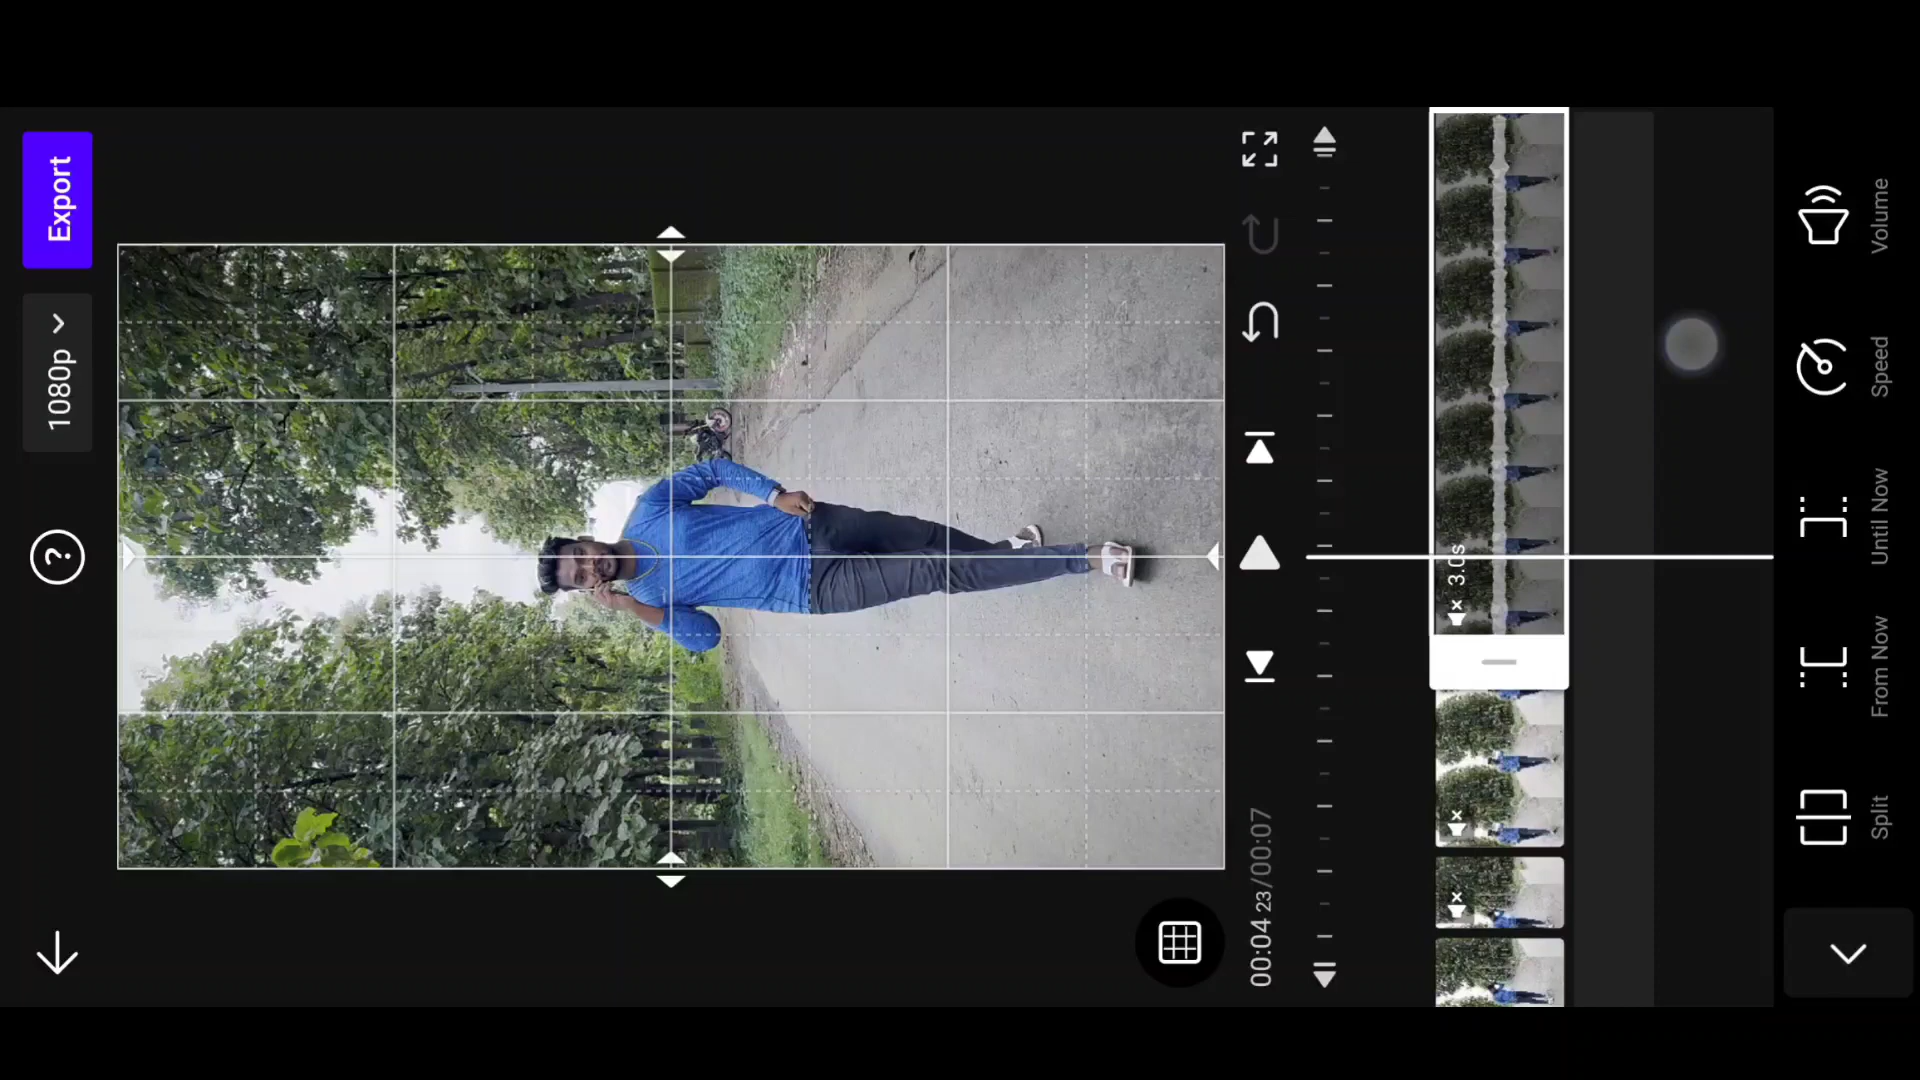 ?
1080p
Export
00:04 23/00:07
3.0s
Split
From Now
Until Now
Speed
Volume